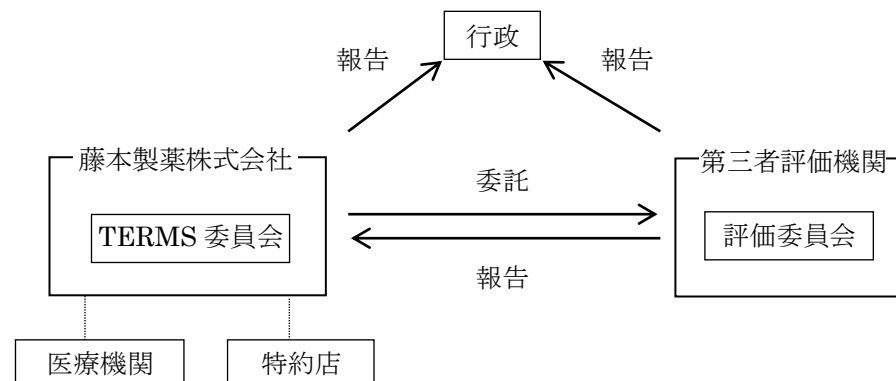 行政
報告
報告
藤本製薬株式会社
第三者評価機関
委託
TERMS 委員会
評価委員会
報告
医療機関
特約店